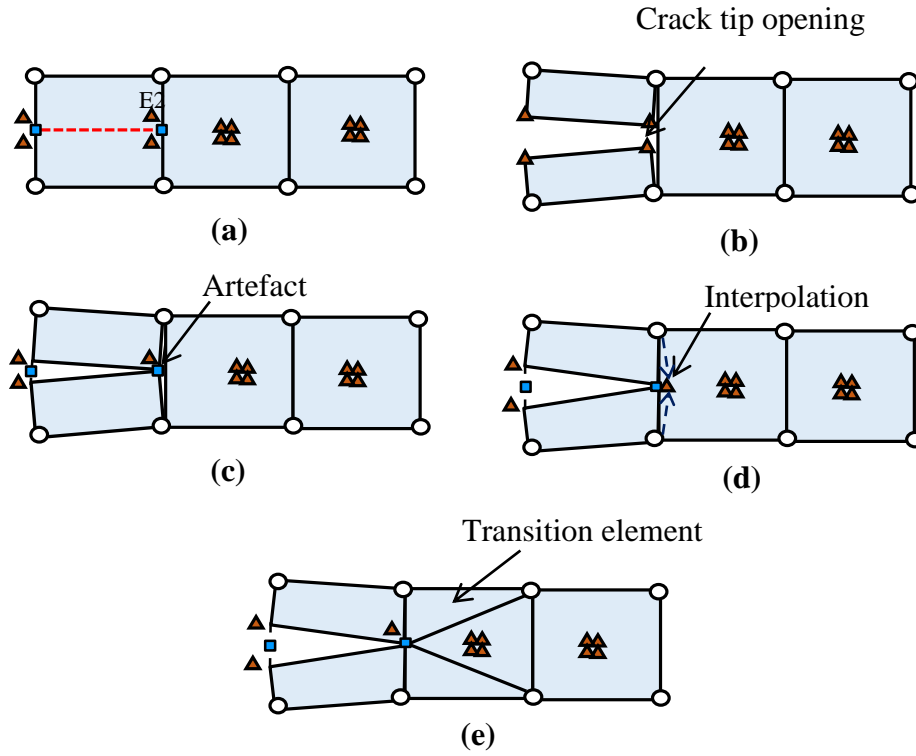 Crack tip opening
E2
(a)
(b)
Artefact
Interpolation
(c)
(d)
Transition element
(e)